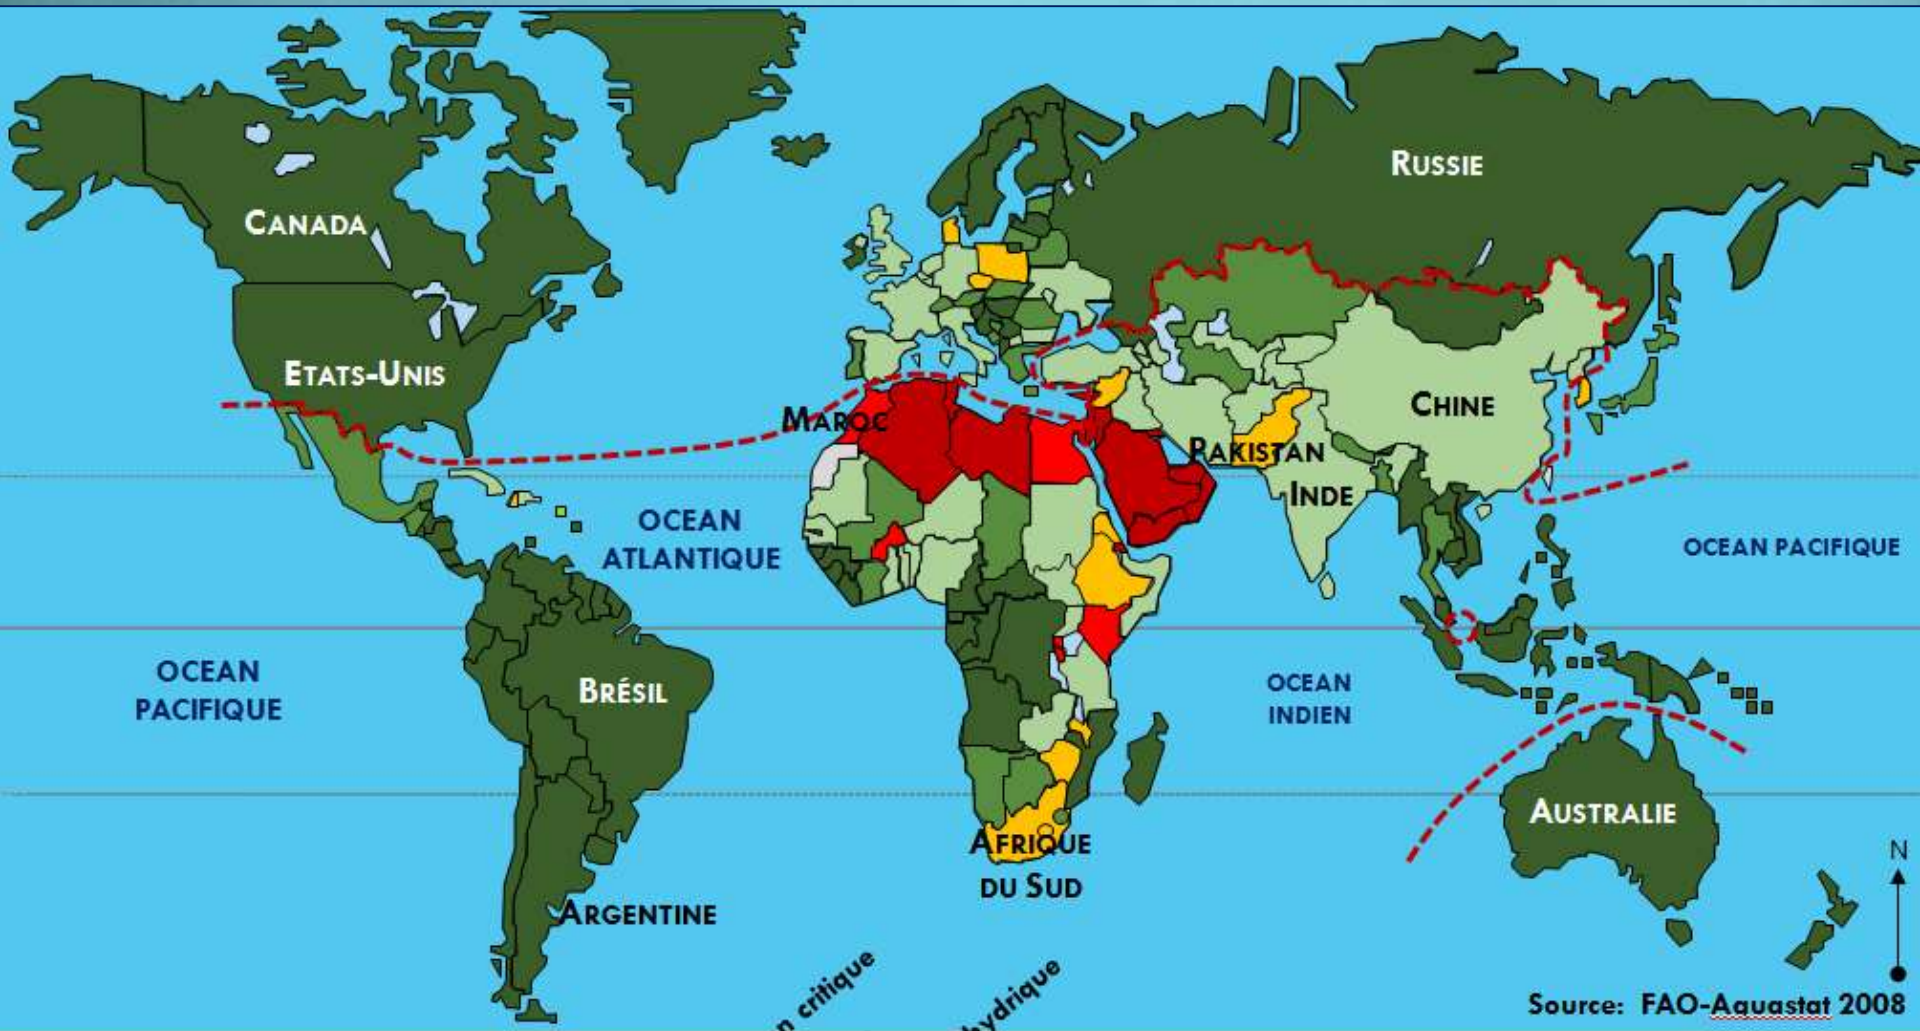 RUSSIE
CANADA
ETATS-UNIS
MAROC
CHINE
PAKISTAN
INDE
OCEAN
ATLANTIQUE
OCEAN PACIFIQUE
OCEAN
PACIFIQUE
BRÉSIL
OCEAN
INDIEN
AUSTRALIE
AFRIQUE
DU SUD
ARGENTINE
N
critique
hydrique
Source: FAO-Aquastat 2008